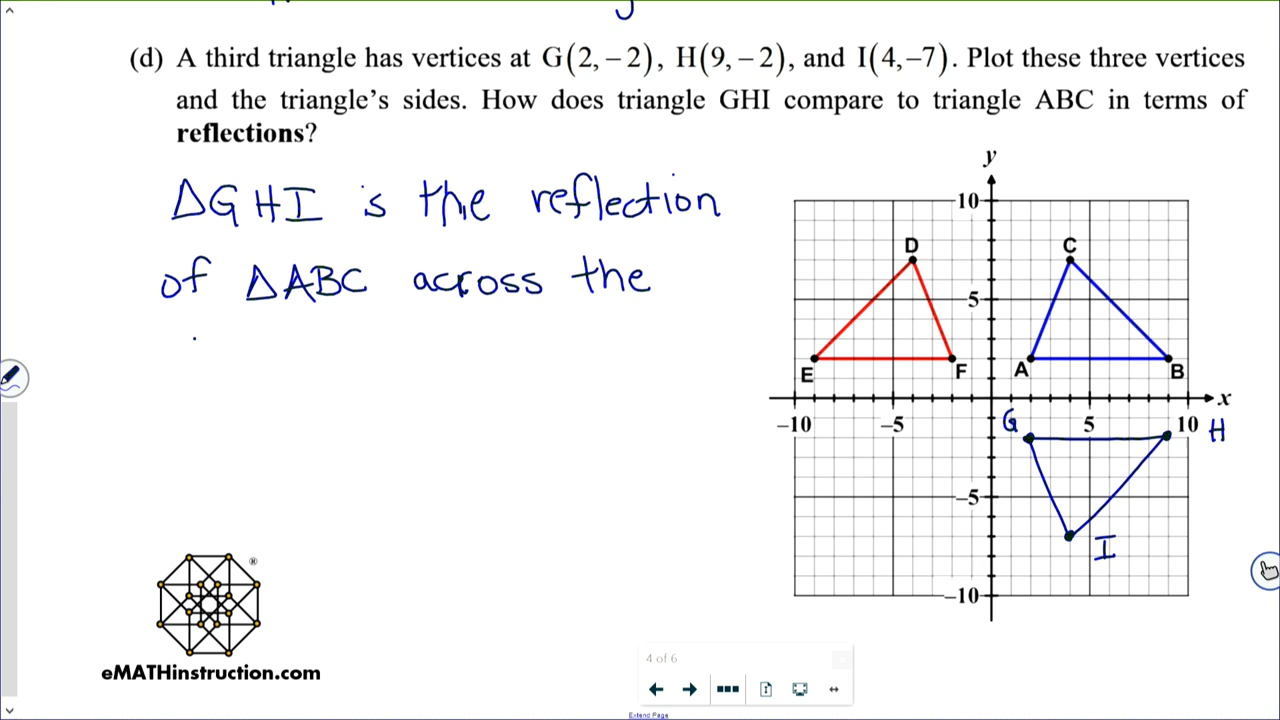 (d) A third triangle has vertices at G(2,−2), H(9,−2), and I(4,−7). Plot these three vertices
and the triangle's sides. How does triangle GHI compare to triangle ABC in terms of
reflections?
ΔGHI is the reflection
of ΔABC across the
y
10
D
C
5
E
F
A
B
x
−10
−5
G
5
10
H
−5
I
−10
®
eMATHinstruction.com
4 of 6
Extend Page